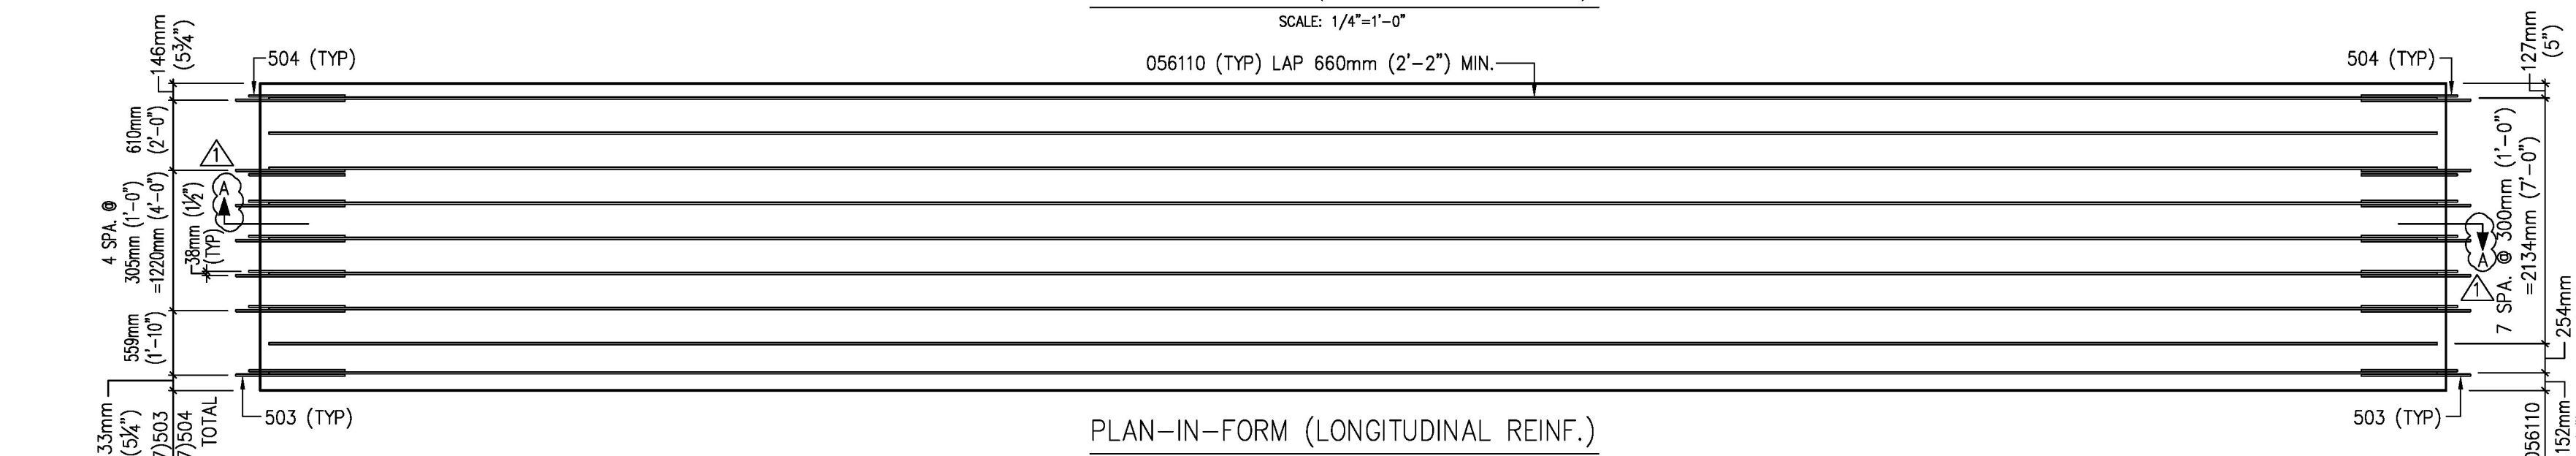 SCALE: 1/4"=1'-0"
146mm
(5¾")
504 (TYP)
056110 (TYP) LAP 660mm (2'-2") MIN.
504 (TYP)
127mm
(5")
610mm
(2'-0")
1
A
4 SPA. @
305mm (1'-0")
=1220mm (4'-0")
38mm (1½")
(TYP)
559mm
(1'-10")
7 SPA. @ 300mm (1'-0")
=2134mm (7'-0")
A
1
254mm
503 (TYP)
503 (TYP)
33mm
(5¼")
7)503
7)504
TOTAL
PLAN-IN-FORM (LONGITUDINAL REINF.)
056110
152mm